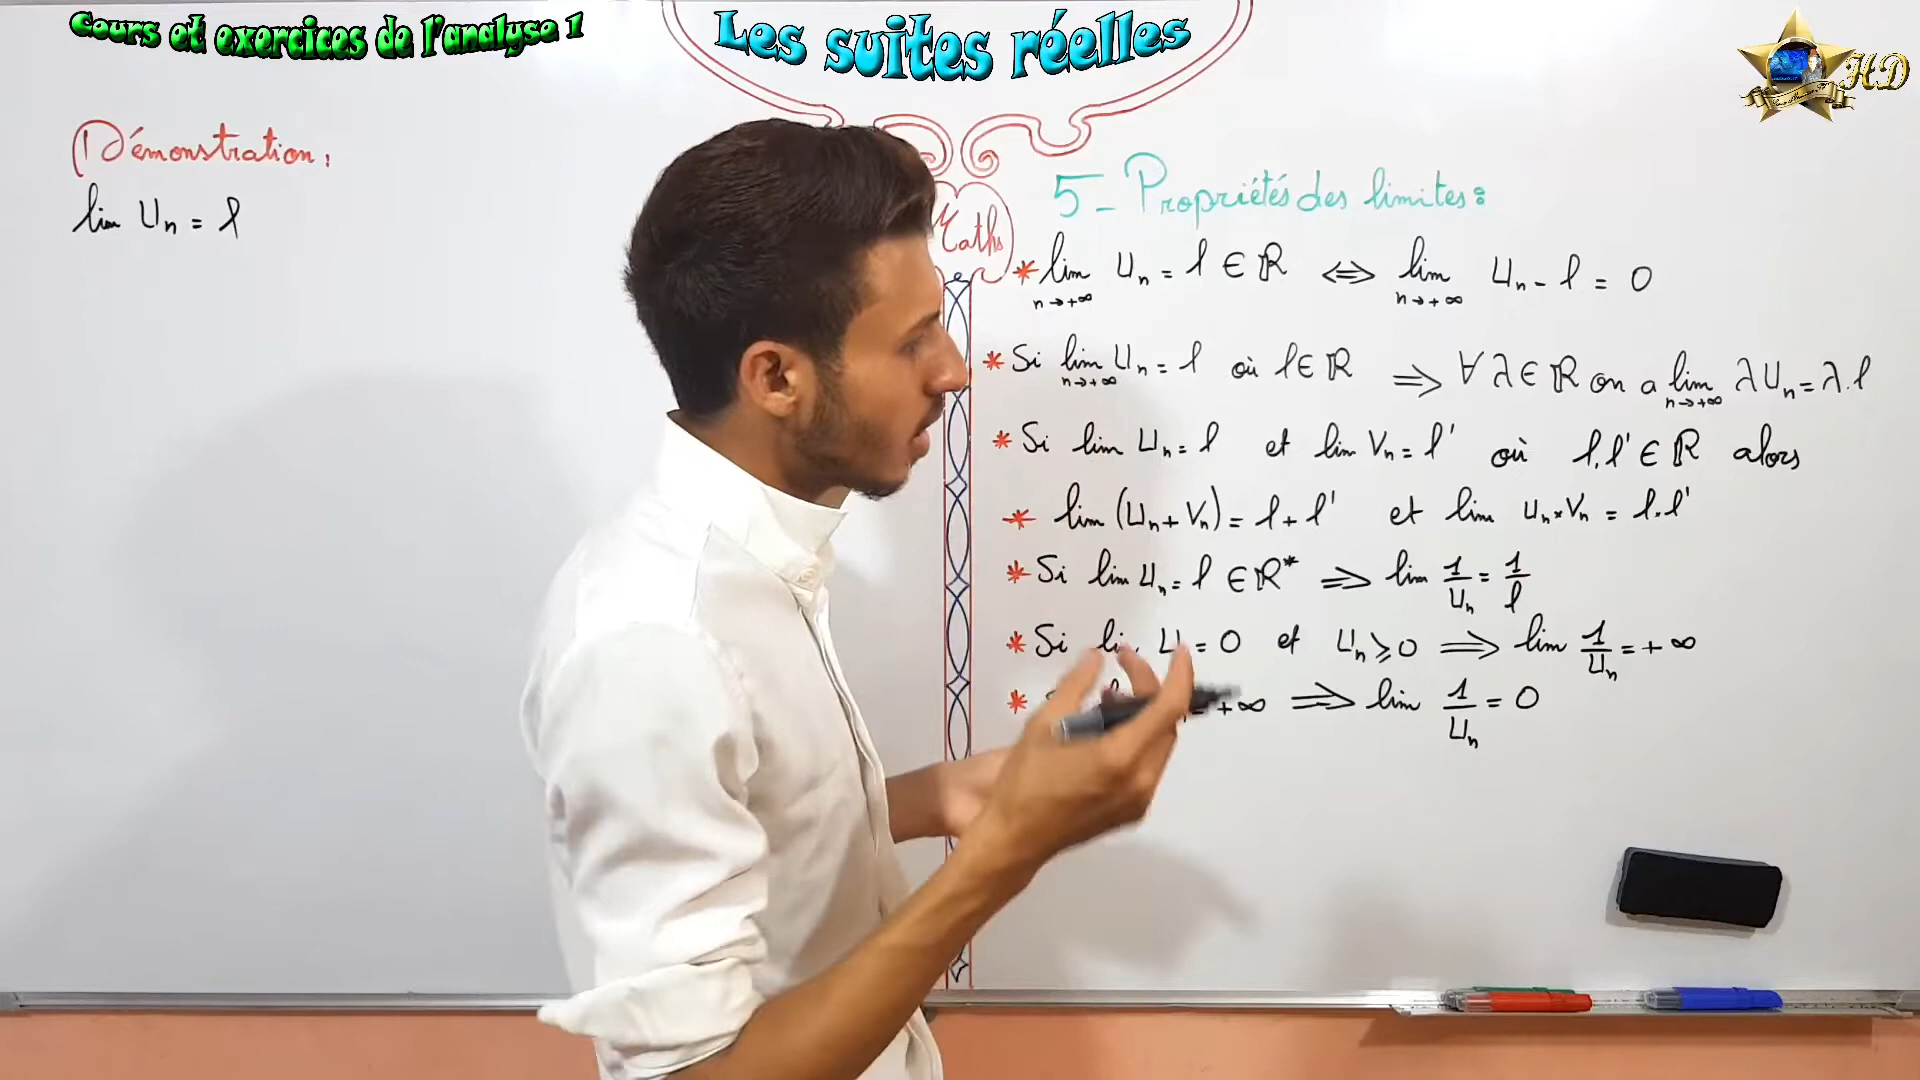 Cours et exercices de l'analyse 1
Les suites réelles
HD
Démonstration :
lim Un = l
Maths
5 - Propriétés des limites :
* lim n→+∞ Un = l ∈ ℝ ⇔ lim n→+∞ Un - l = 0
* Si lim n→+∞ Un = l où l ∈ ℝ ⇒ ∀ λ ∈ ℝ on a lim n→+∞ λ Un = λ.l
* Si lim Un = l et lim Vn = l' où l, l' ∈ ℝ alors
* lim (Un + Vn) = l + l' et lim Un × Vn = l.l'
* Si lim Un = l ∈ ℝ* ⇒ lim 1/Un = 1/l
* Si U = 0 et Un ⩾ 0 ⇒ lim 1/Un = +∞
* = +∞ ⇒ lim 1/Un = 0